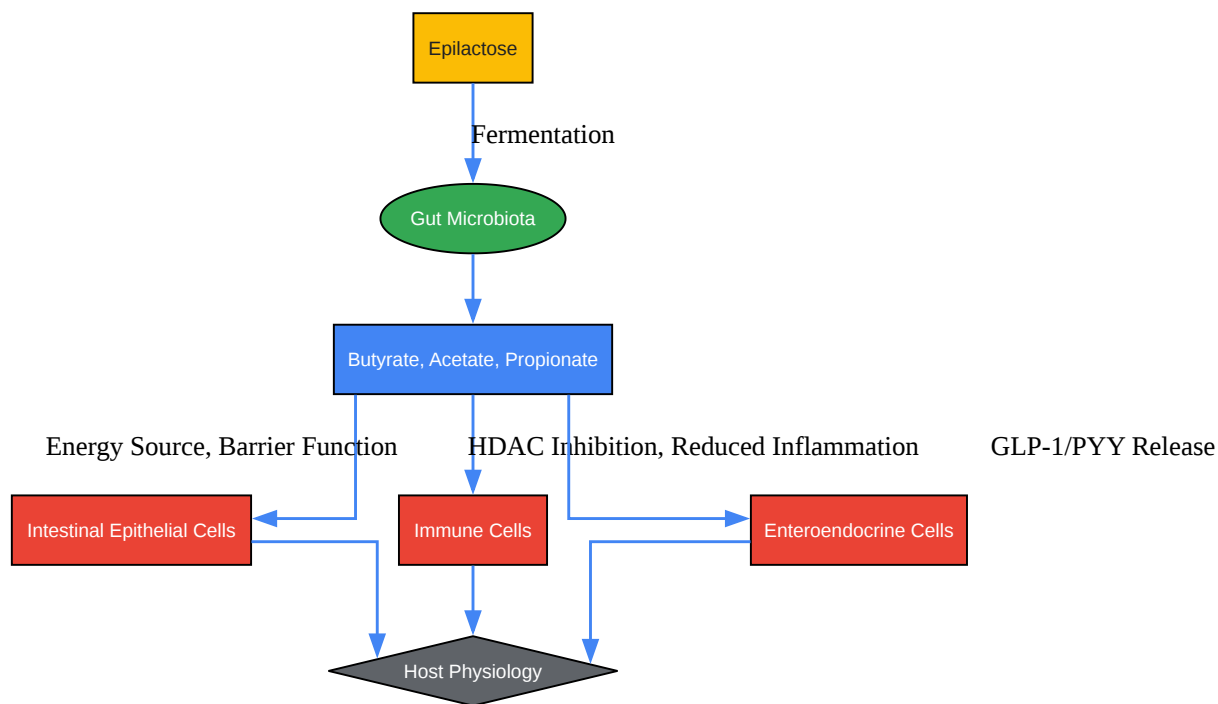 Epilactose
Fermentation
Gut Microbiota
Butyrate, Acetate, Propionate
Energy Source, Barrier Function
HDAC Inhibition, Reduced Inflammation
GLP-1/PYY Release
Intestinal Epithelial Cells
Immune Cells
Enteroendocrine Cells
Host Physiology